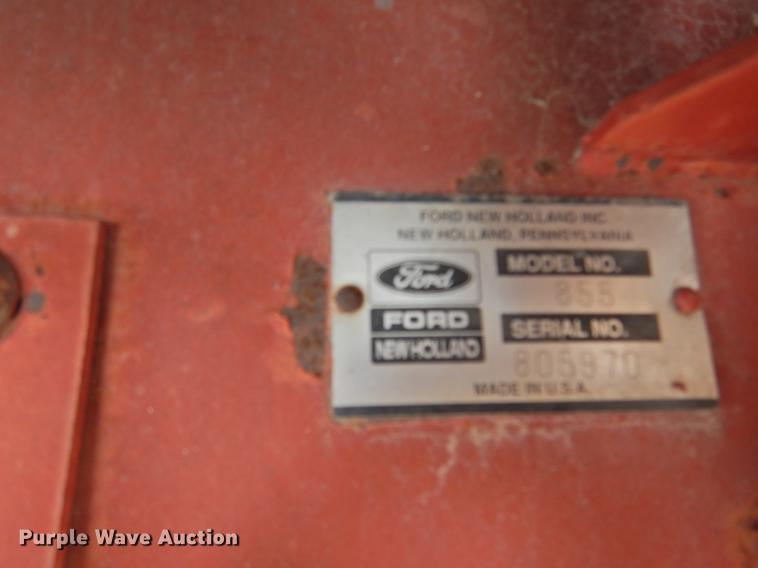 FORD NEW HOLLAND INC.
NEW HOLLAND, PENNSYLVANIA
Ford
MODEL NO.
855
FORD
SERIAL NO.
NEW HOLLAND
805970
MADE IN U.S.A.
Purple Wave Auction